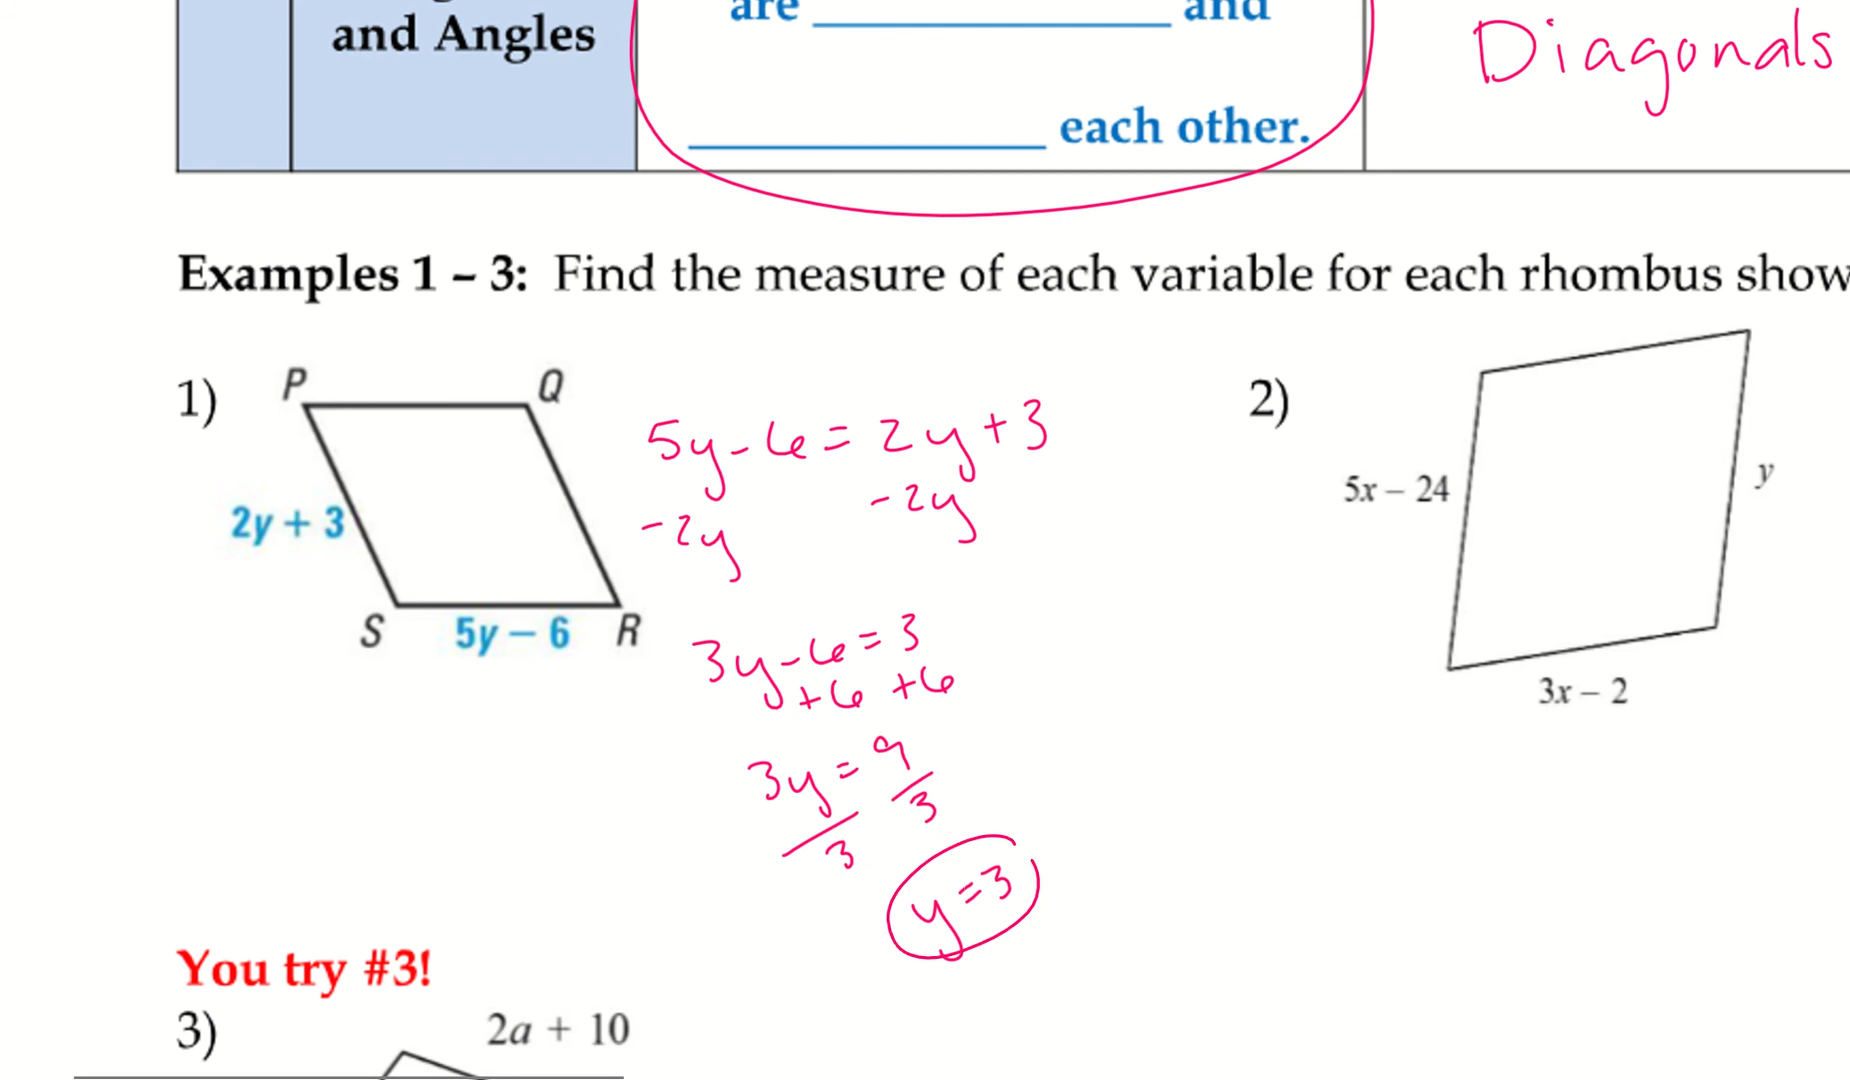 are ____________ and
and Angles
Diagonals
____________ each other.
Examples 1 – 3: Find the measure of each variable for each rhombus show
1)
P
Q
2y + 3
S
5y – 6
R
5y - 6 = 2y + 3
-2y -2y
3y - 6 = 3
+6 +6
3y = 9
3 3
y = 3
2)
5x – 24
y
3x – 2
You try #3!
3)
2a + 10